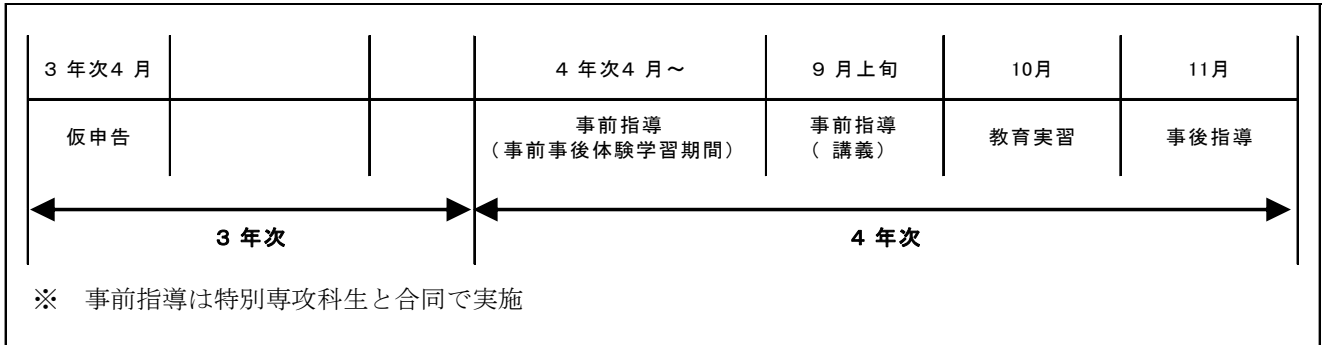 3 年次4 月 4 年次4 月～ 9 月上旬 10月 11月
仮申告 事前指導 事前指導 教育実習 事後指導
（事前事後体験学習期間） （ 講義）
3 年次 4 年次
※ 事前指導は特別専攻科生と合同で実施